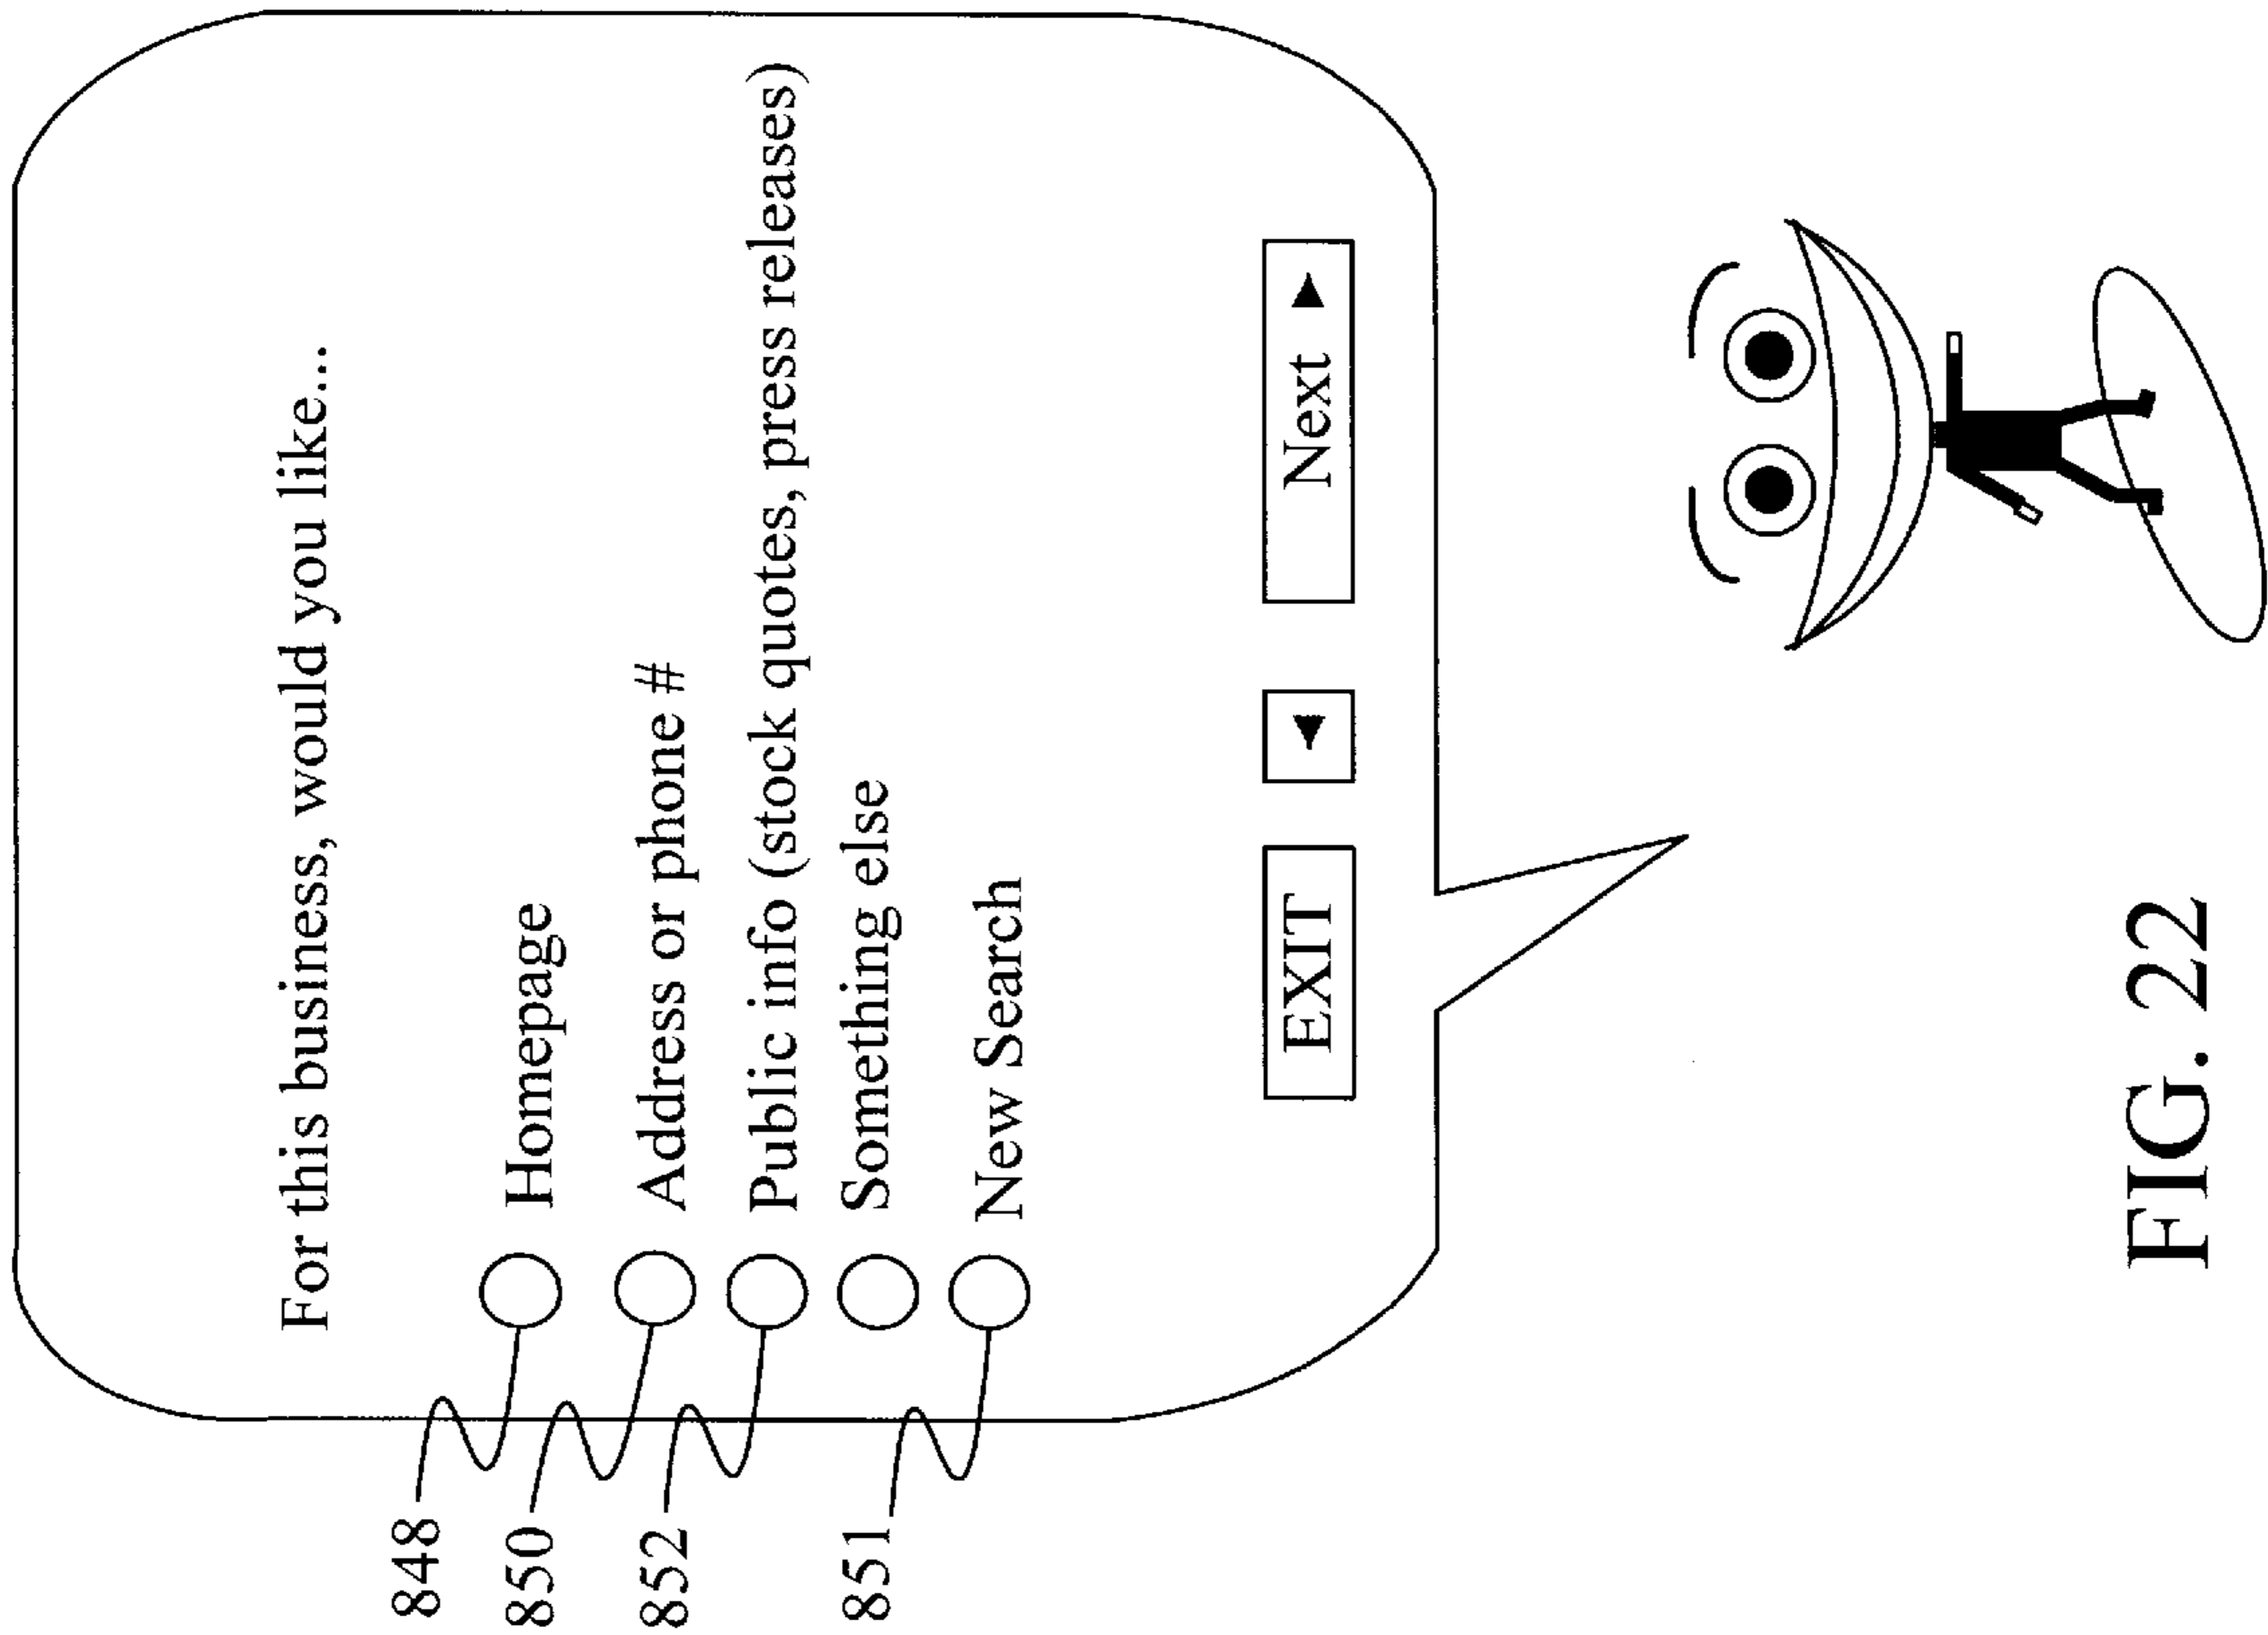 For this business, would you like...
848
Homepage
850
Address or phone #
852
Public info (stock quotes, press releases)
Something else
851
New Search
EXIT ◄ Next ►
FIG. 22